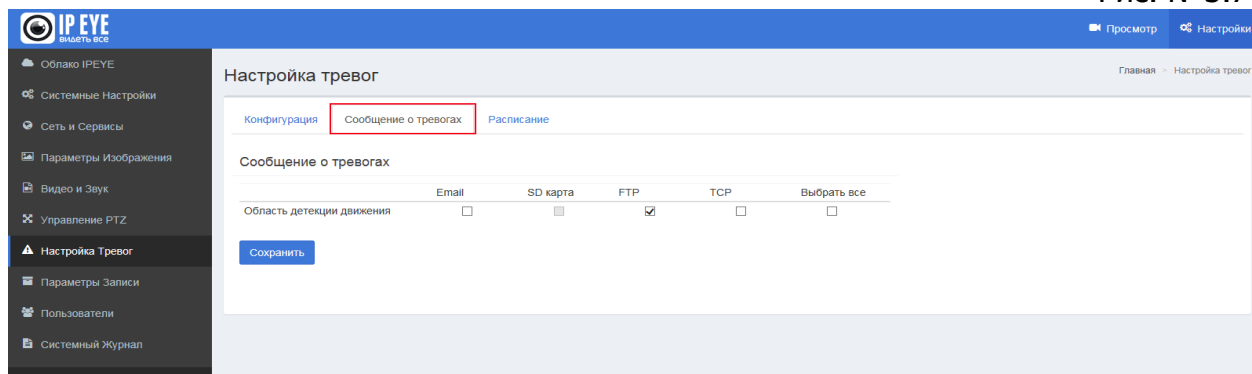 IP EYE
видеть все
Просмотр
Настройки
Облако IPEYE
Системные Настройки
Сеть и Сервисы
Параметры Изображения
Видео и Звук
Управление PTZ
Настройка Тревог
Параметры Записи
Пользователи
Системный Журнал
Настройка тревог
Главная > Настройка тревог
Конфигурация Сообщение о тревогах Расписание
Сообщение о тревогах
Email SD карта FTP TCP Выбрать все
Область детекции движения
Сохранить